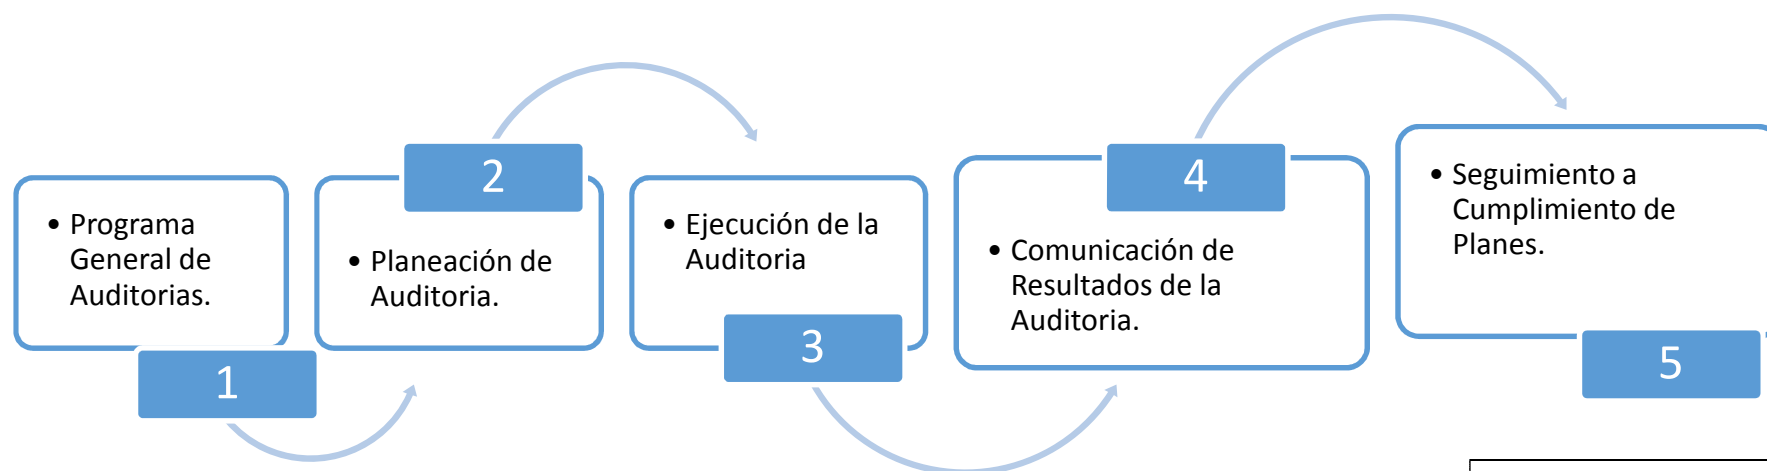 • Programa
General de
Auditorias.
1
2
• Planeación de
Auditoria.
• Ejecución de la
Auditoria
3
4
• Comunicación de
Resultados de la
Auditoria.
• Seguimiento a
Cumplimiento de
Planes.
5